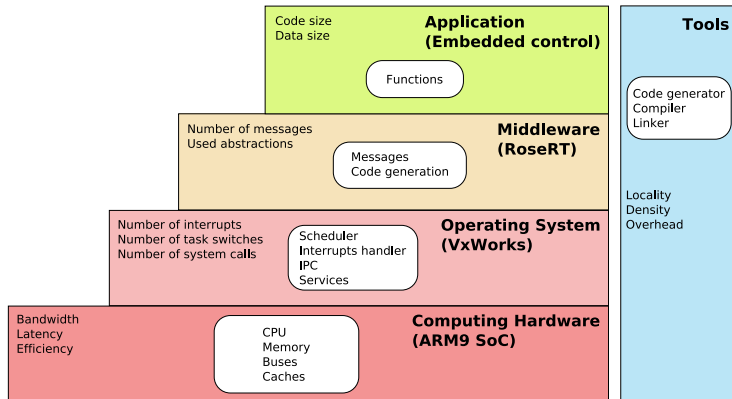 Code size
Data size
Application
(Embedded control)
Functions
Number of messages
Used abstractions
Middleware
(RoseRT)
Messages
Code generation
Number of interrupts
Number of task switches
Number of system calls
Operating System
(VxWorks)
Scheduler
Interrupts handler
IPC
Services
Bandwidth
Latency
Efficiency
Computing Hardware
(ARM9 SoC)
CPU
Memory
Buses
Caches
Tools
Code generator
Compiler
Linker
Locality
Density
Overhead